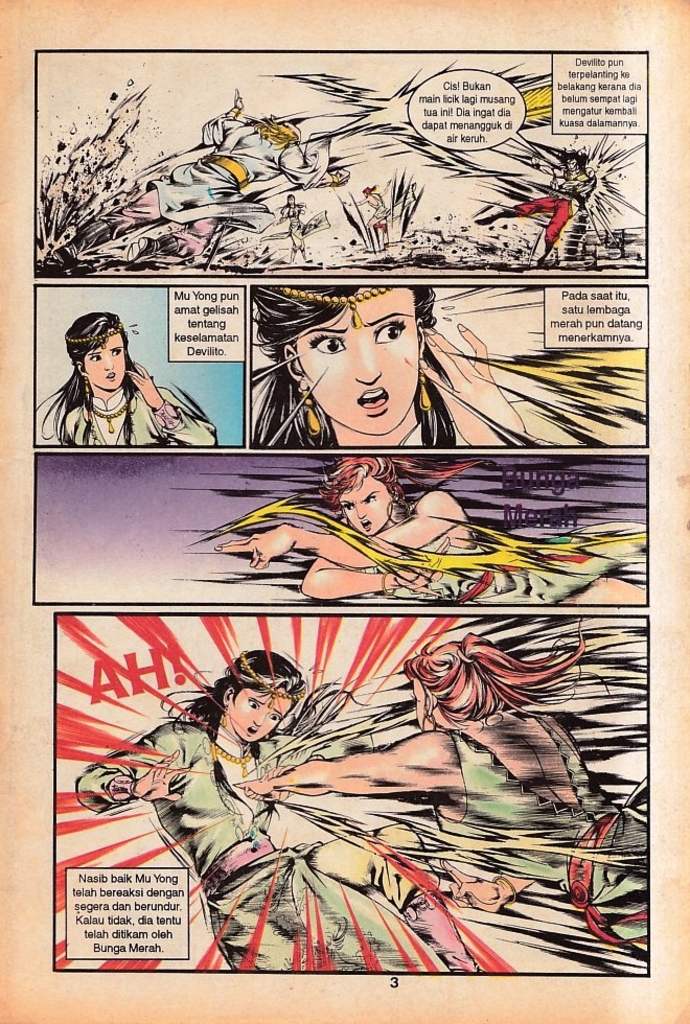 Cis! Bukan
main licik lagi musang
tua ini! Dia ingat dia
dapat menangguk di
air keruh.
Devilito pun
terpelanting ke
belakang kerana dia
belum sempat lagi
mengatur kembali
kuasa dalamannya.
Mu Yong pun
amat gelisah
tentang
keselamatan
Devilito.
Pada saat itu,
satu lembaga
merah pun datang
menerkamnya.
Bunga
Merah
AH!
Nasib baik Mu Yong
telah bereaksi dengan
segera dan berundur.
Kalau tidak, dia tentu
telah ditikam oleh
Bunga Merah.
3